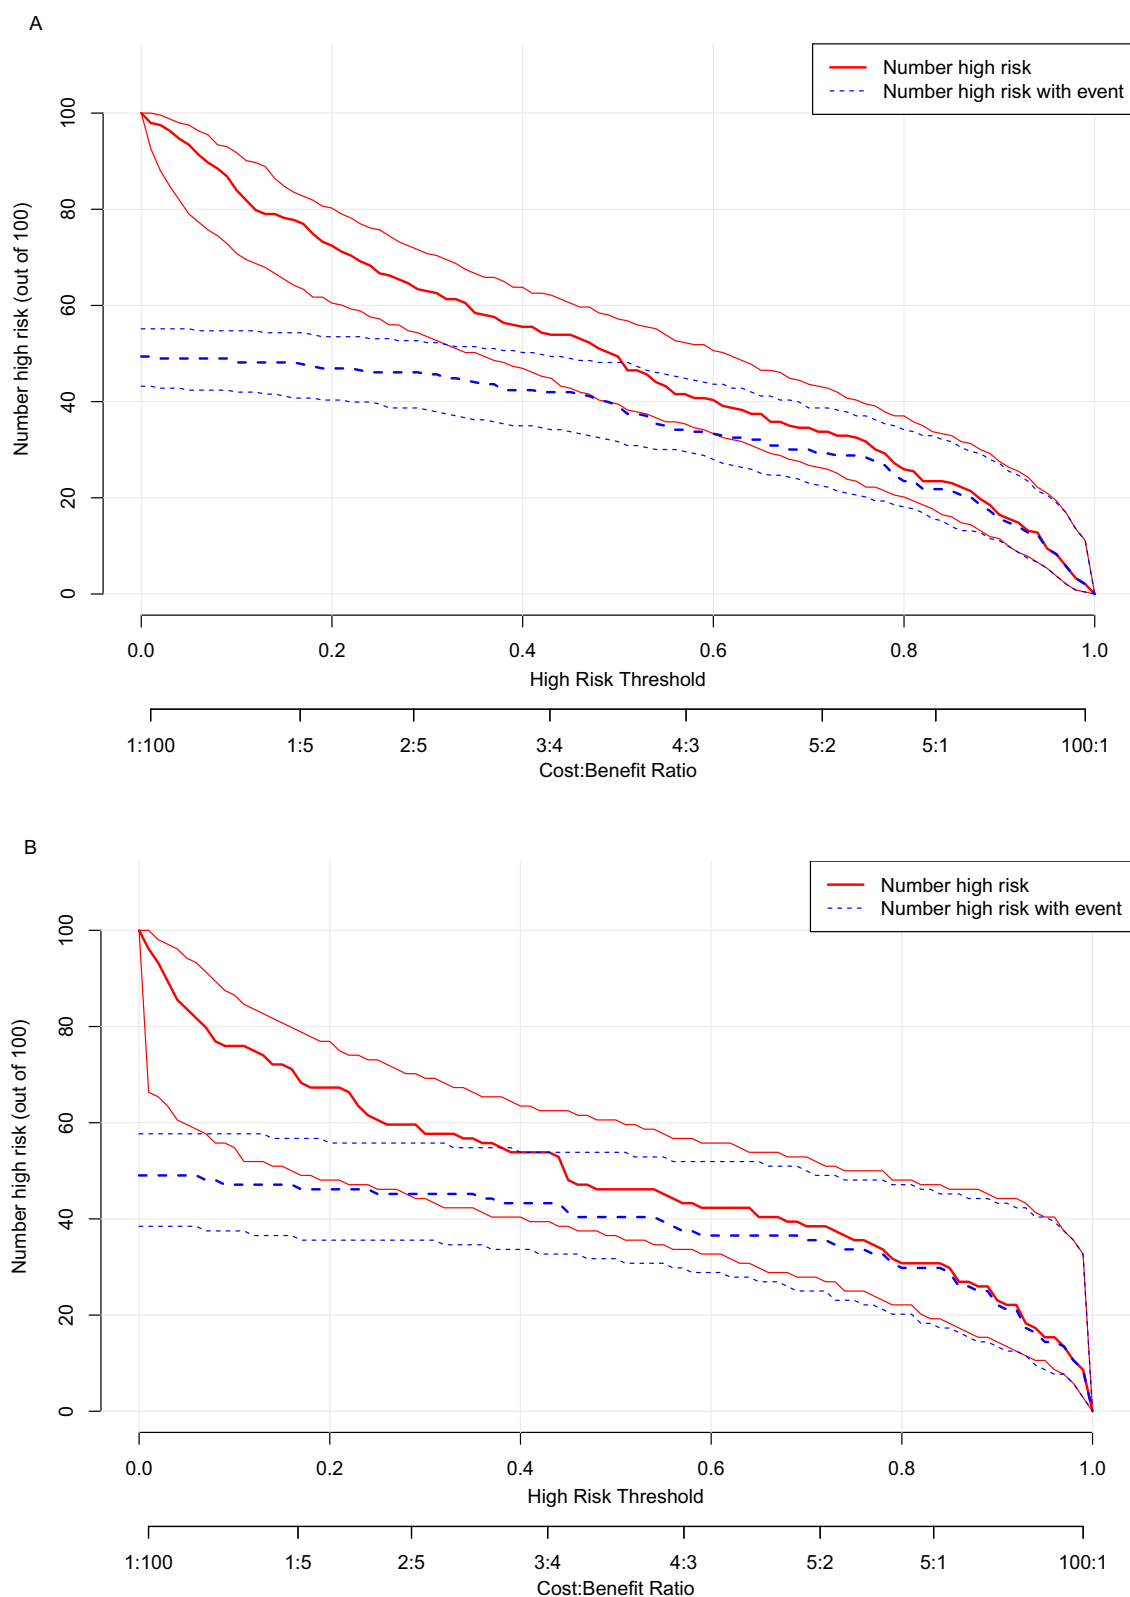 A
Number high risk
Number high risk with event
Number high risk (out of 100)
100
80
60
40
20
0
0.0 0.2 0.4 0.6 0.8 1.0
High Risk Threshold
1:100 1:5 2:5 3:4 4:3 5:2 5:1 100:1
Cost:Benefit Ratio
B
Number high risk
Number high risk with event
Number high risk (out of 100)
100
80
60
40
20
0
0.0 0.2 0.4 0.6 0.8 1.0
High Risk Threshold
1:100 1:5 2:5 3:4 4:3 5:2 5:1 100:1
Cost:Benefit Ratio